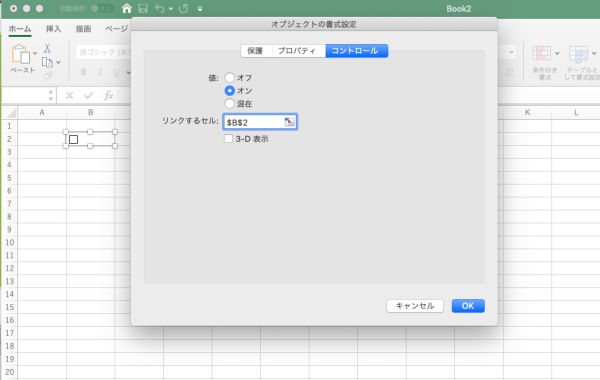 自動保存 オフ Book2
ホーム 挿入 描画 ページ
オブジェクトの書式設定
保護 プロパティ コントロール
ペースト
游ゴシック
B I U
条件付き書式
テーブルとして書式設定
fx
A B K L
1
2
3
4
5
6
7
8
9
10
11
12
13
14
15
16
17
18
19
20
値: オフ
オン
混在
リンクするセル: $B$2
3-D 表示
キャンセル OK